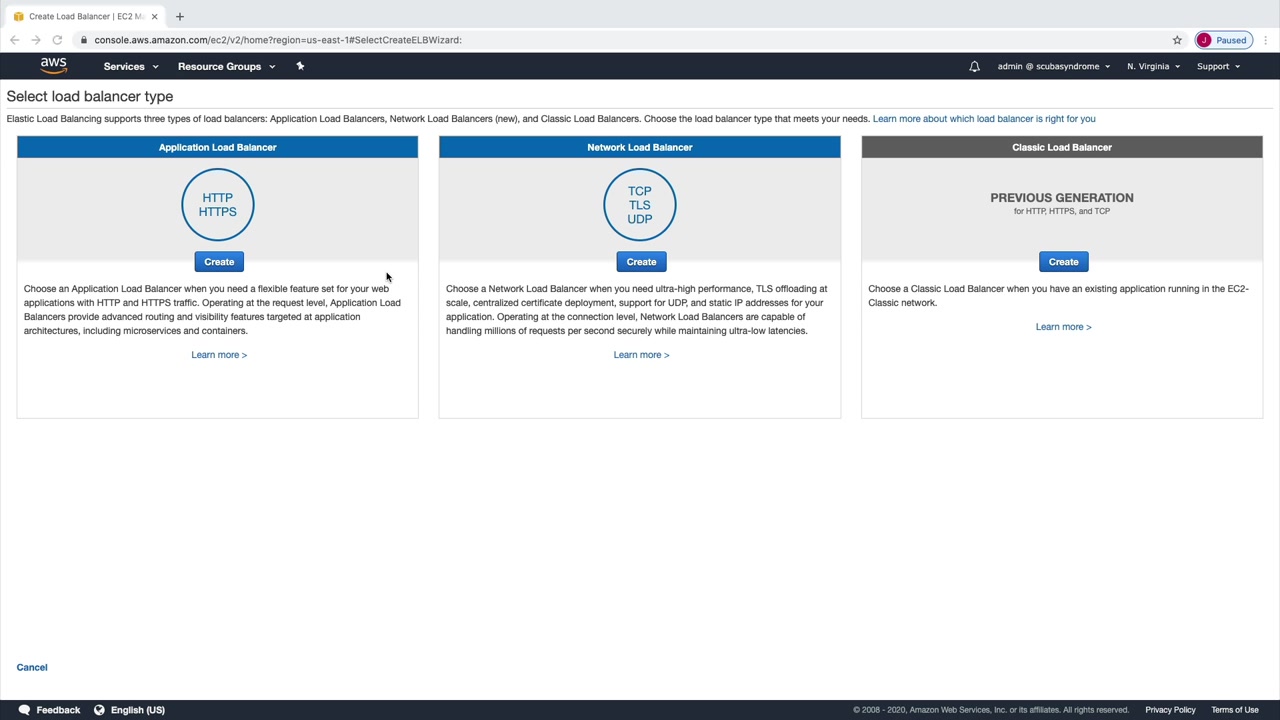 Create Load Balancer | EC2 Ma
console.aws.amazon.com/ec2/v2/home?region=us-east-1#SelectCreateELBWizard:
J Paused
aws Services Resource Groups admin @ scubasyndrome N. Virginia Support
Select load balancer type
Elastic Load Balancing supports three types of load balancers: Application Load Balancers, Network Load Balancers (new), and Classic Load Balancers. Choose the load balancer type that meets your needs. Learn more about which load balancer is right for you
Application Load Balancer
HTTP
HTTPS
Create
Choose an Application Load Balancer when you need a flexible feature set for your web
applications with HTTP and HTTPS traffic. Operating at the request level, Application Load
Balancers provide advanced routing and visibility features targeted at application
architectures, including microservices and containers.
Learn more >
Network Load Balancer
TCP
TLS
UDP
Create
Choose a Network Load Balancer when you need ultra-high performance, TLS offloading at
scale, centralized certificate deployment, support for UDP, and static IP addresses for your
application. Operating at the connection level, Network Load Balancers are capable of
handling millions of requests per second securely while maintaining ultra-low latencies.
Learn more >
Classic Load Balancer
PREVIOUS GENERATION
for HTTP, HTTPS, and TCP
Create
Choose a Classic Load Balancer when you have an existing application running in the EC2-
Classic network.
Learn more >
Cancel
Feedback English (US) © 2008 - 2020, Amazon Web Services, Inc. or its affiliates. All rights reserved. Privacy Policy Terms of Use